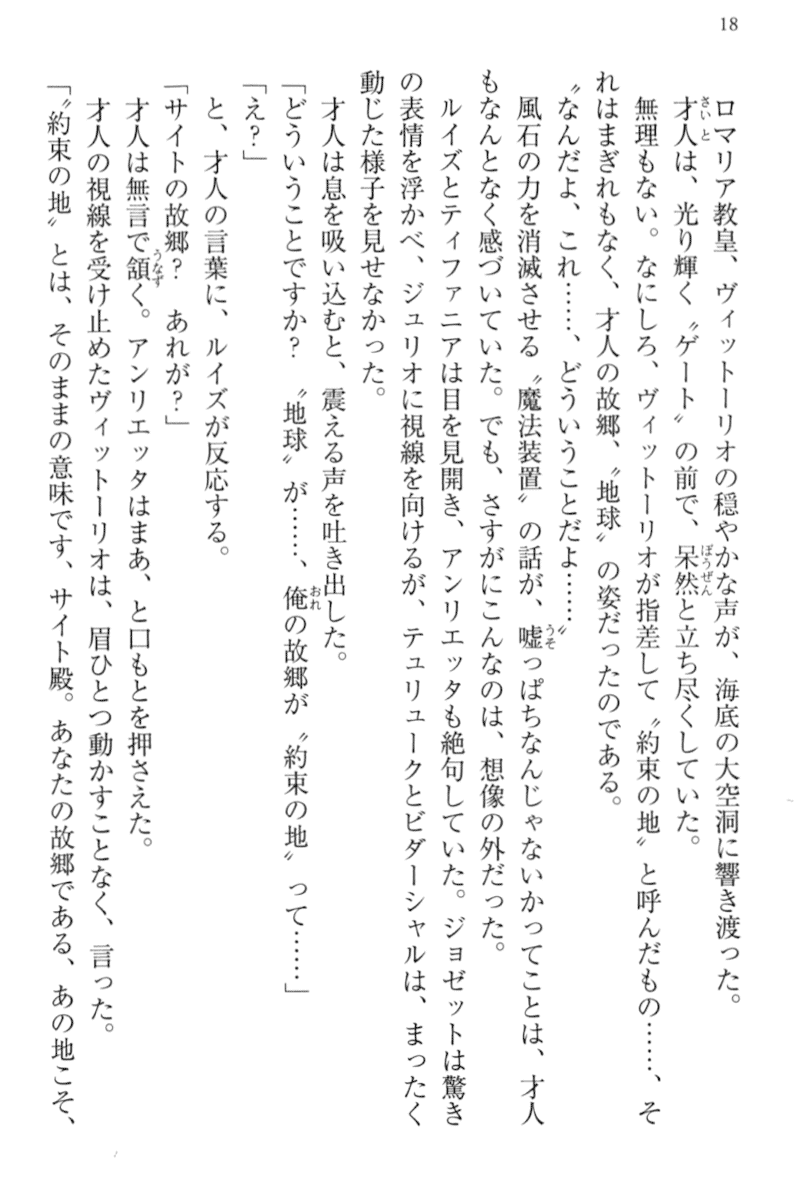 18
ロマリア教皇、ヴィットーリオの穏やかな声が、海底の大空洞に響き渡った。
才人は、光り輝く〝ゲート〟の前で、呆然と立ち尽くしていた。
無理もない。なにしろ、ヴィットーリオが指差して〝約束の地〟と呼んだもの……、そ
れはまぎれもなく、才人の故郷、〝地球〟の姿だったのである。
〝なんだよ、これ……、どういうことだよ……〟
風石の力を消滅させる〝魔法装置〟の話が、嘘っぱちなんじゃないかってことは、才人
もなんとなく感づいていた。でも、さすがにこんなのは、想像の外だった。
ルイズとティファニアは目を見開き、アンリエッタも絶句していた。ジョゼットは驚き
の表情を浮かべ、ジュリオに視線を向けるが、テュリュークとビダーシャルは、まったく
動じた様子を見せなかった。
才人は息を吸い込むと、震える声を吐き出した。
「どういうことですか？　〝地球〟が……、俺の故郷が〝約束の地〟って……」
「え？」
と、才人の言葉に、ルイズが反応する。
「サイトの故郷？　あれが？」
才人は無言で頷く。アンリエッタはまあ、と口もとを押さえた。
才人の視線を受け止めたヴィットーリオは、眉ひとつ動かすことなく、言った。
「〝約束の地〟とは、そのままの意味です、サイト殿。あなたの故郷である、あの地こそ、